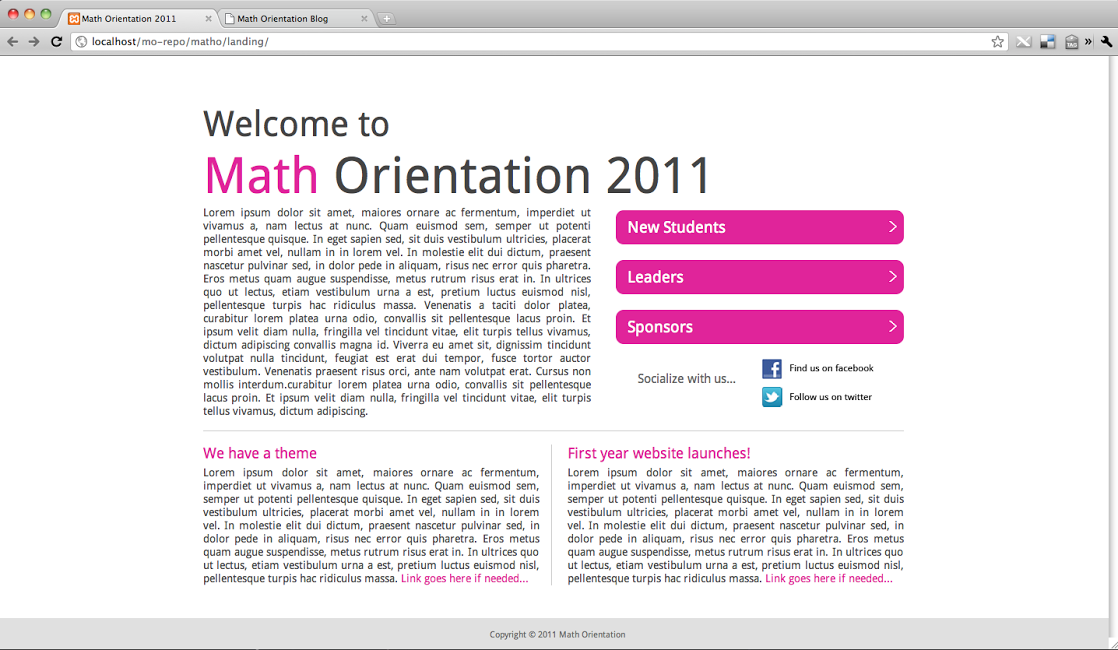 Math Orientation 2011
Math Orientation Blog
localhost/mo-repo/matho/landing/
Welcome to
Math Orientation 2011
Lorem ipsum dolor sit amet, maiores ornare ac fermentum, imperdiet ut
vivamus a, nam lectus at nunc. Quam euismod sem, semper ut potenti
pellentesque quisque. In eget sapien sed, sit duis vestibulum ultricies, placerat
morbi amet vel, nullam in in lorem vel. In molestie elit dui dictum, praesent
nascetur pulvinar sed, in dolor pede in aliquam, risus nec error quis pharetra.
Eros metus quam augue suspendisse, metus rutrum risus erat in. In ultrices
quo ut lectus, etiam vestibulum urna a est, pretium luctus euismod nisl,
pellentesque turpis hac ridiculus massa. Venenatis a taciti dolor platea,
curabitur lorem platea urna odio, convallis sit pellentesque lacus proin. Et
ipsum velit diam nulla, fringilla vel tincidunt vitae, elit turpis tellus vivamus,
dictum adipiscing convallis magna id. Viverra eu amet sit, dignissim tincidunt
volutpat nulla tincidunt, feugiat est erat dui tempor, fusce tortor auctor
vestibulum. Venenatis praesent risus orci, ante nam volutpat erat. Cursus non
mollis interdum.curabitur lorem platea urna odio, convallis sit pellentesque
lacus proin. Et ipsum velit diam nulla, fringilla vel tincidunt vitae, elit turpis
tellus vivamus, dictum adipiscing.
New Students
Leaders
Sponsors
Socialize with us...
Find us on facebook
Follow us on twitter
We have a theme
Lorem ipsum dolor sit amet, maiores ornare ac fermentum,
imperdiet ut vivamus a, nam lectus at nunc. Quam euismod sem,
semper ut potenti pellentesque quisque. In eget sapien sed, sit duis
vestibulum ultricies, placerat morbi amet vel, nullam in in lorem
vel. In molestie elit dui dictum, praesent nascetur pulvinar sed, in
dolor pede in aliquam, risus nec error quis pharetra. Eros metus
quam augue suspendisse, metus rutrum risus erat in. In ultrices quo
ut lectus, etiam vestibulum urna a est, pretium luctus euismod nisl,
pellentesque turpis hac ridiculus massa. Link goes here if needed...
First year website launches!
Lorem ipsum dolor sit amet, maiores ornare ac fermentum,
imperdiet ut vivamus a, nam lectus at nunc. Quam euismod sem,
semper ut potenti pellentesque quisque. In eget sapien sed, sit duis
vestibulum ultricies, placerat morbi amet vel, nullam in in lorem
vel. In molestie elit dui dictum, praesent nascetur pulvinar sed, in
dolor pede in aliquam, risus nec error quis pharetra. Eros metus
quam augue suspendisse, metus rutrum risus erat in. In ultrices quo
ut lectus, etiam vestibulum urna a est, pretium luctus euismod nisl,
pellentesque turpis hac ridiculus massa. Link goes here if needed...
Copyright © 2011 Math Orientation